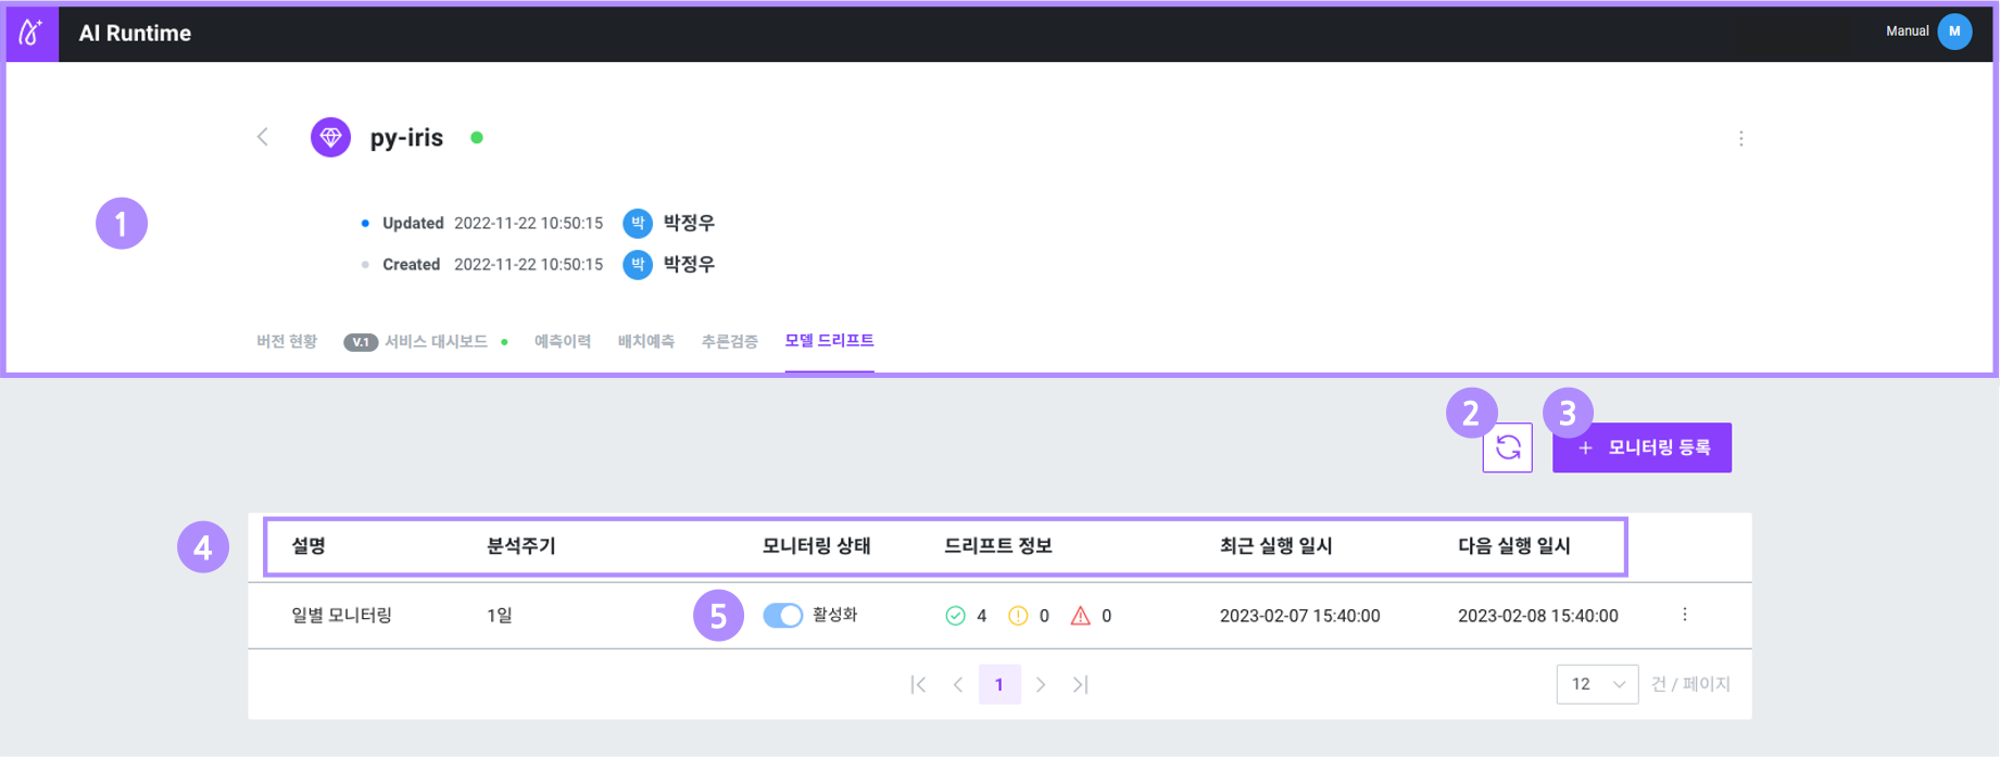 AI Runtime
Manual M
py-iris
1
Updated 2022-11-22 10:50:15 박 박정우
Created 2022-11-22 10:50:15 박 박정우
버전 현황 V.1 서비스 대시보드 예측이력 배치예측 추론검증 모델 드리프트
2 3
+ 모니터링 등록
4 설명 분석주기 모니터링 상태 드리프트 정보 최근 실행 일시 다음 실행 일시
일별 모니터링 1일 5 활성화 4 0 0 2023-02-07 15:40:00 2023-02-08 15:40:00
1 12 건 / 페이지